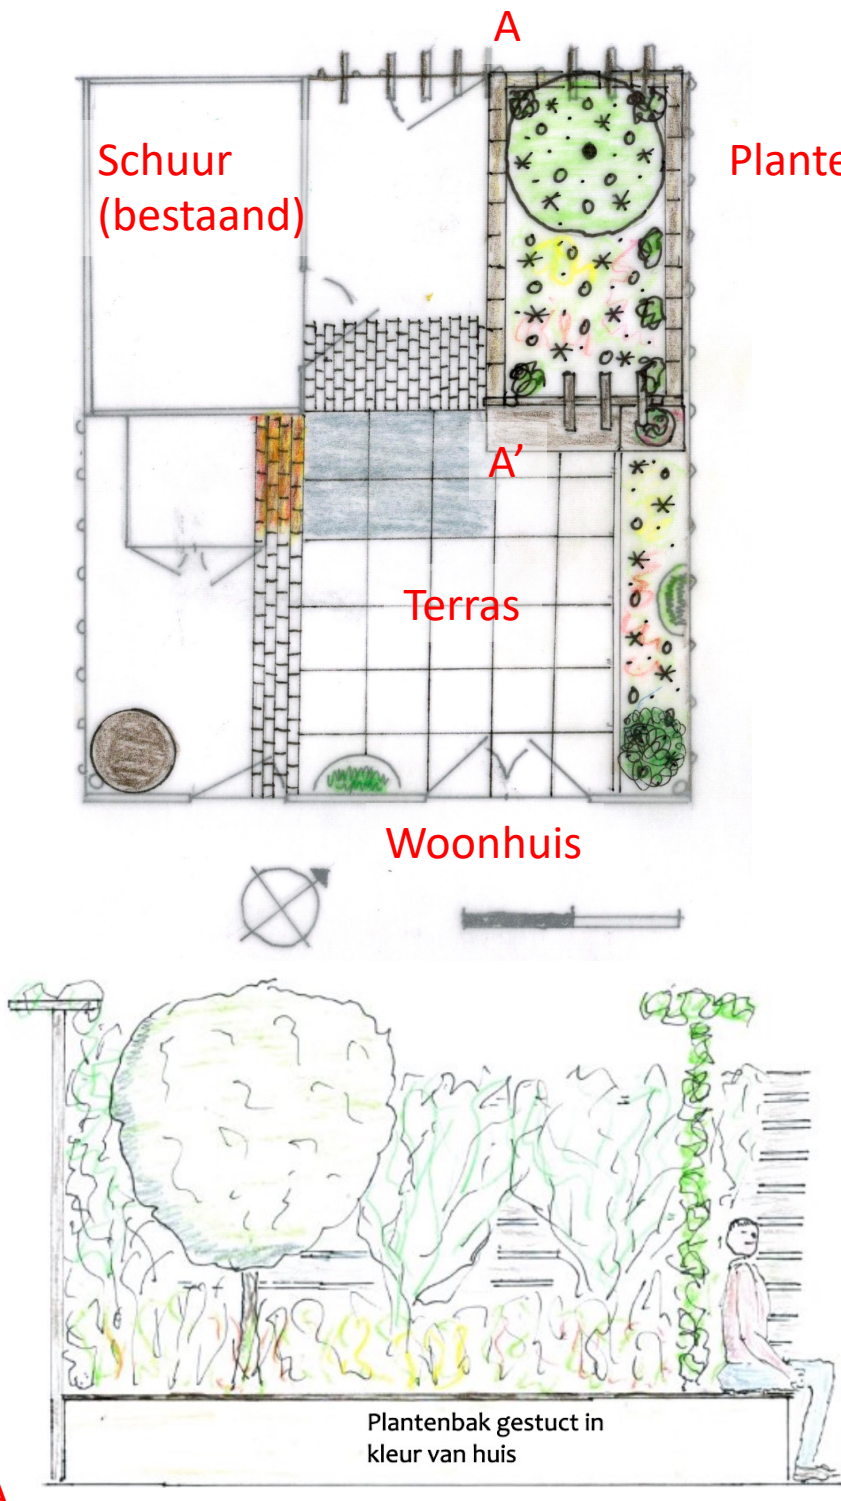 A
Schuur
(bestaand)
Plante
A’
Terras
Woonhuis
Plantenbak gestuct in
kleur van huis